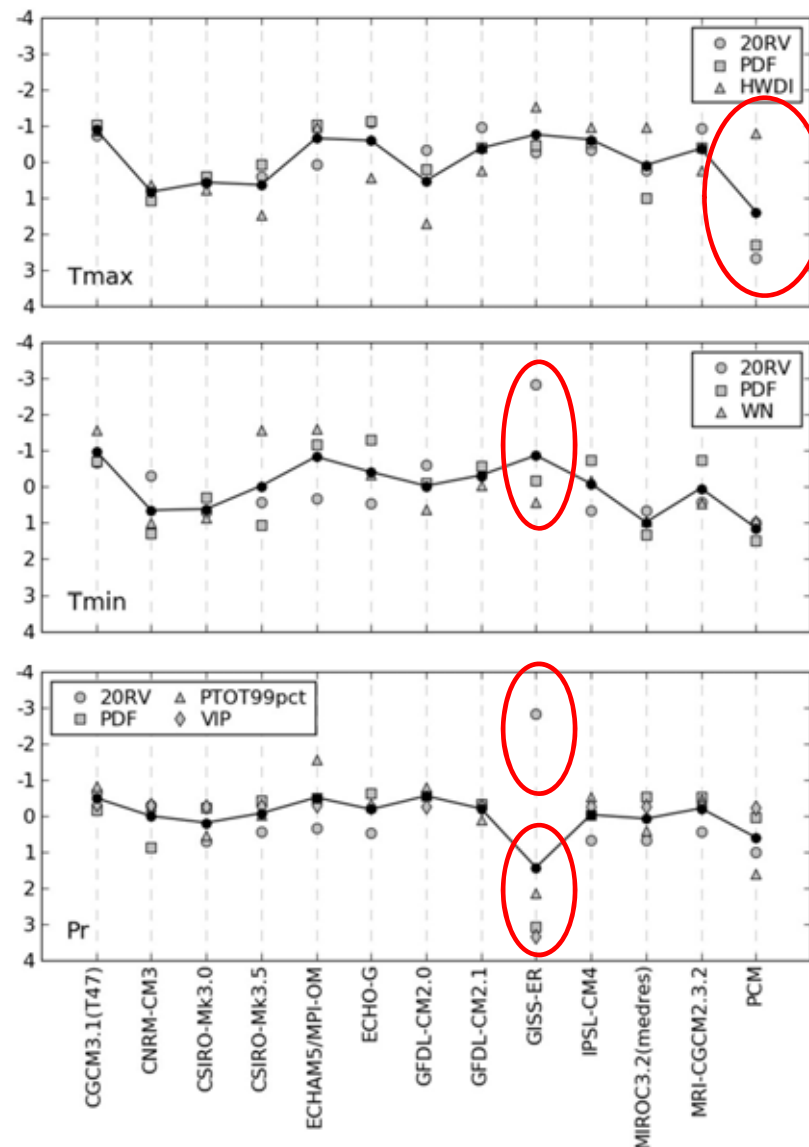 -4
-3
-2
-1
0
1
2
3
4
20RV
PDF
HWDI
Tmax
-4
-3
-2
-1
0
1
2
3
4
20RV
PDF
WN
Tmin
-4
-3
-2
-1
0
1
2
3
4
20RV PTOT99pct
PDF VIP
Pr
CGCM3.1(T47)
CNRM-CM3
CSIRO-Mk3.0
CSIRO-Mk3.5
ECHAM5/MPI-OM
ECHO-G
GFDL-CM2.0
GFDL-CM2.1
GISS-ER
IPSL-CM4
MIROC3.2(medres)
MRI-CGCM2.3.2
PCM